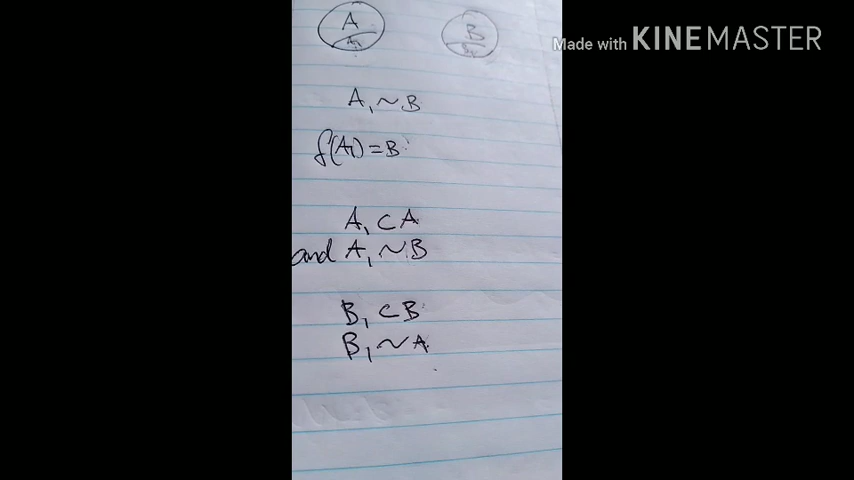 A
A₁
B
B₁
Made with KINEMASTER
A₁ ~ B
f(A₁) = B
A₁ ⊂ A
and A₁ ~ B
B₁ ⊂ B
B₁ ~ A